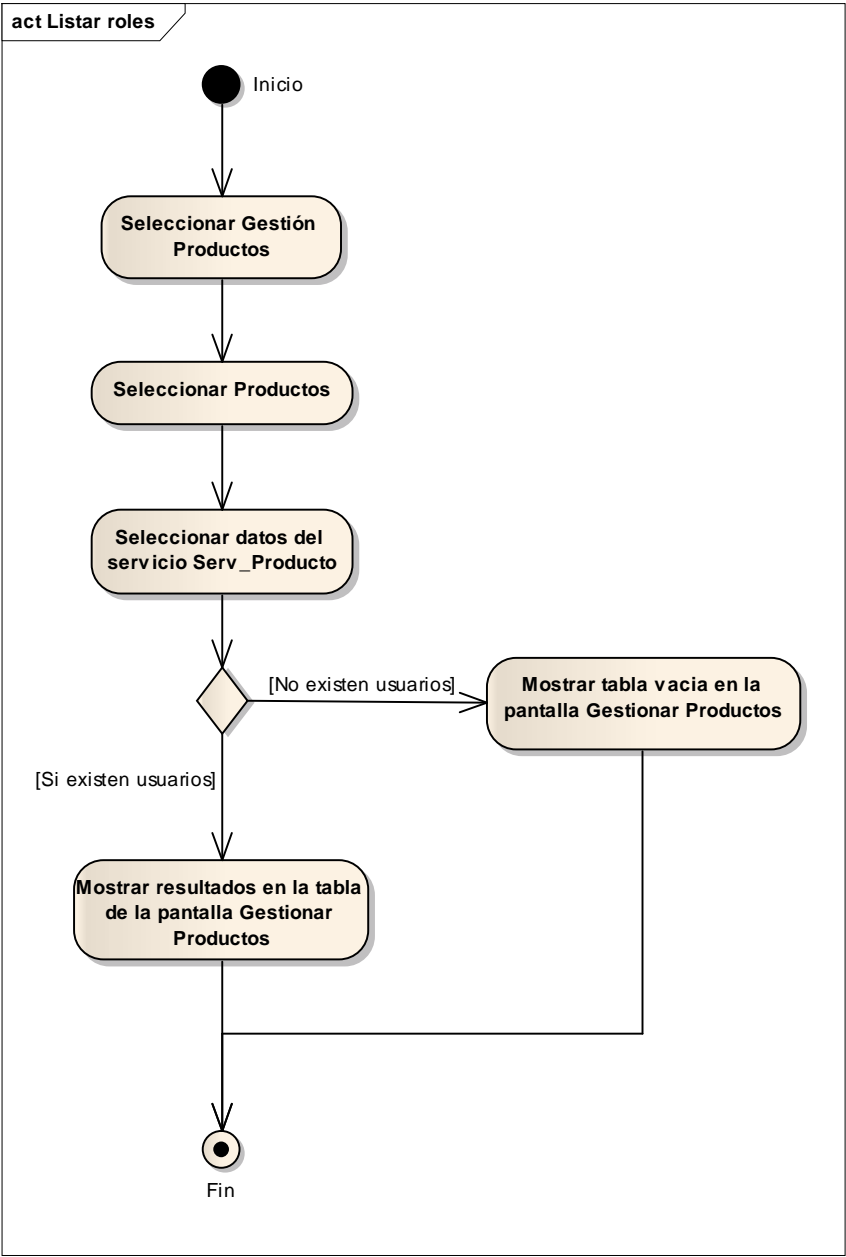 act Listar roles
Inicio
Seleccionar Gestión
Productos
Seleccionar Productos
Seleccionar datos del
servicio Serv_Producto
[No existen usuarios]
Mostrar tabla vacia en la
pantalla Gestionar Productos
[Si existen usuarios]
Mostrar resultados en la tabla
de la pantalla Gestionar
Productos
Fin